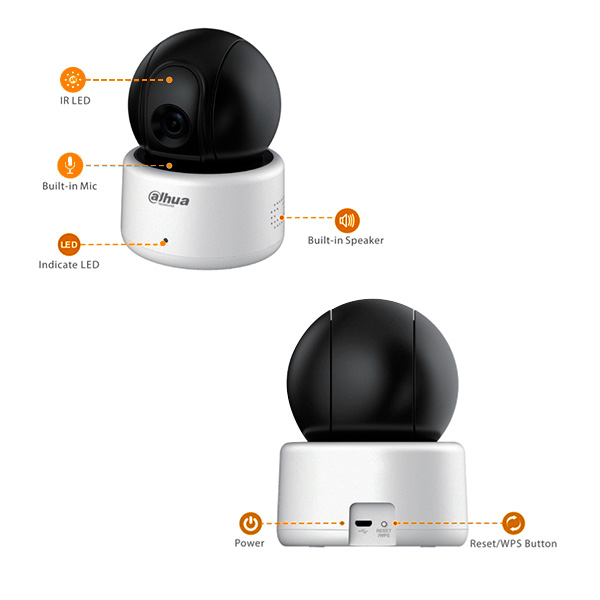 IR LED
Built-in Mic
alhua
Built-in Speaker
LED
Indicate LED
RESET
/WPS
Power
Reset/WPS Button